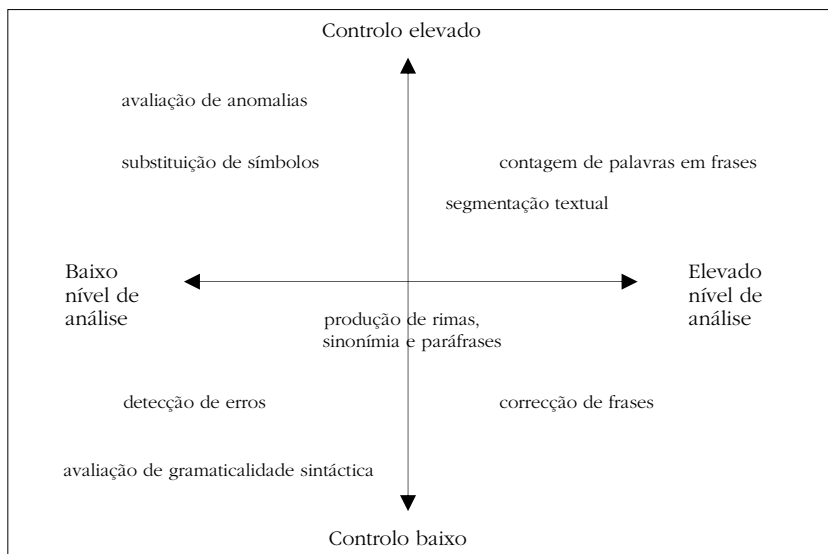 Controlo elevado
avaliação de anomalias
substituição de símbolos
contagem de palavras em frases
segmentação textual
Baixo
nível de
análise
Elevado
nível de
análise
produção de rimas,
sinonímia e paráfrases
detecção de erros
correcção de frases
avaliação de gramaticalidade sintáctica
Controlo baixo